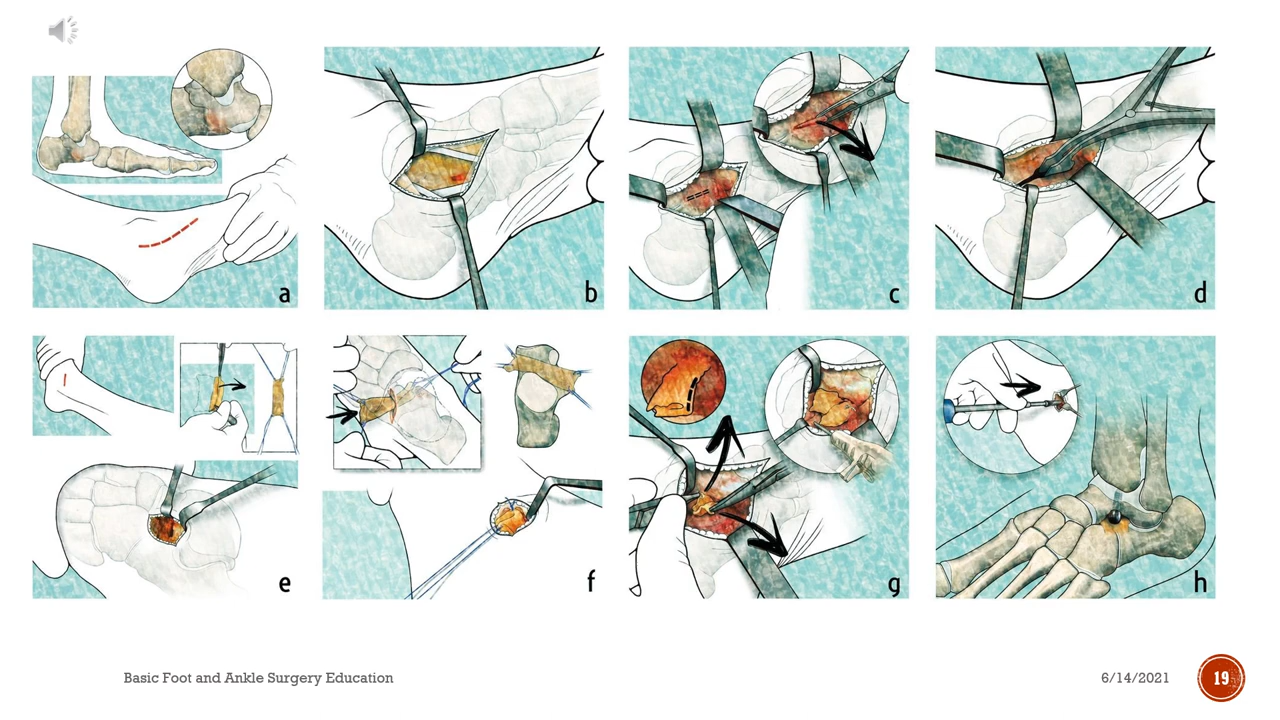 a
b
c
d
e
f
g
h
Basic Foot and Ankle Surgery Education
6/14/2021
19